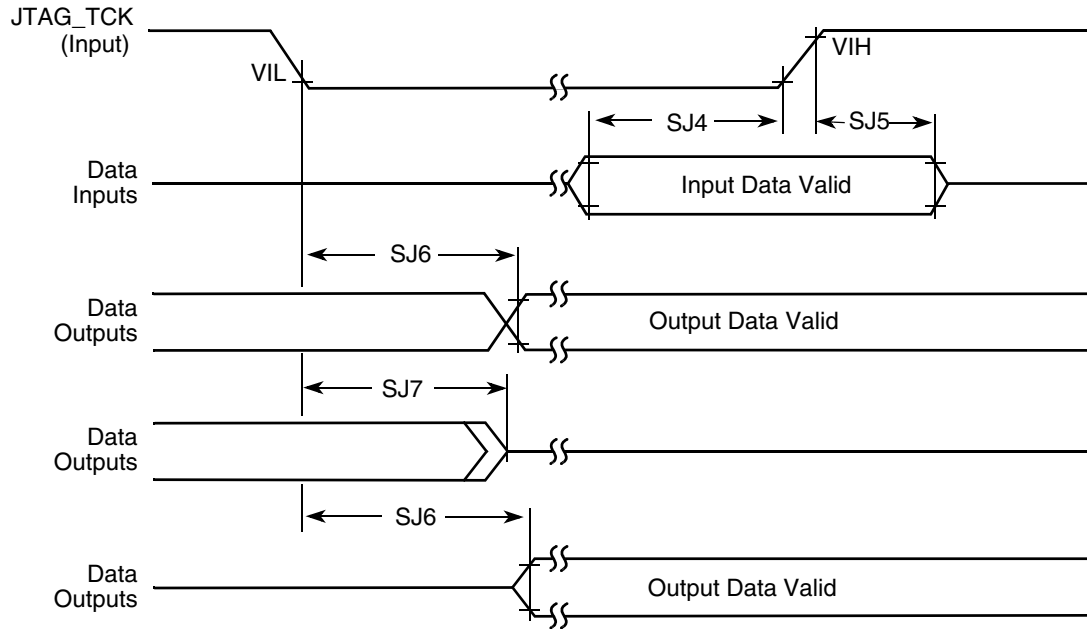 JTAG_TCK
(Input)
VIL
VIH
SJ4
SJ5
Data
Inputs
Input Data Valid
SJ6
Data
Outputs
Output Data Valid
SJ7
Data
Outputs
SJ6
Data
Outputs
Output Data Valid